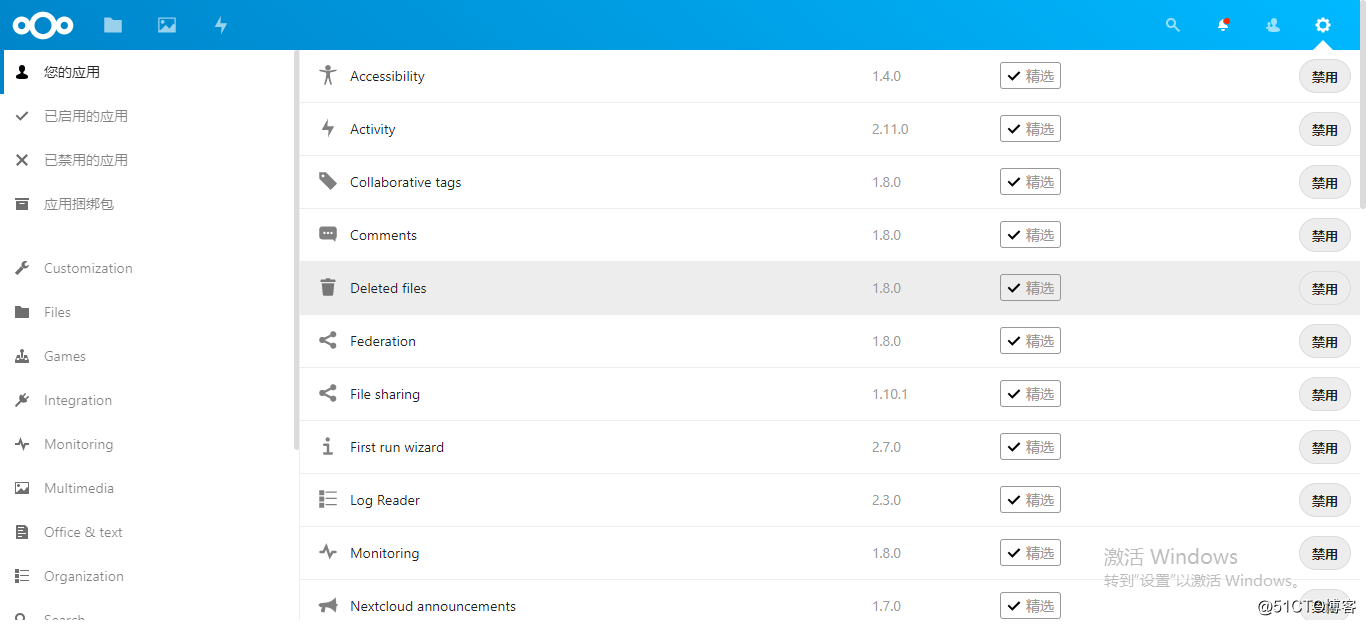 您的应用
已启用的应用
已禁用的应用
应用捆绑包
Customization
Files
Games
Integration
Monitoring
Multimedia
Office & text
Organization
Search
Accessibility 1.4.0 精选 禁用
Activity 2.11.0 精选 禁用
Collaborative tags 1.8.0 精选 禁用
Comments 1.8.0 精选 禁用
Deleted files 1.8.0 精选 禁用
Federation 1.8.0 精选 禁用
File sharing 1.10.1 精选 禁用
First run wizard 2.7.0 精选 禁用
Log Reader 2.3.0 精选 禁用
Monitoring 1.8.0 精选 禁用
Nextcloud announcements 1.7.0 精选
激活 Windows
转到"设置"以激活 Windows。
@51CTO博客